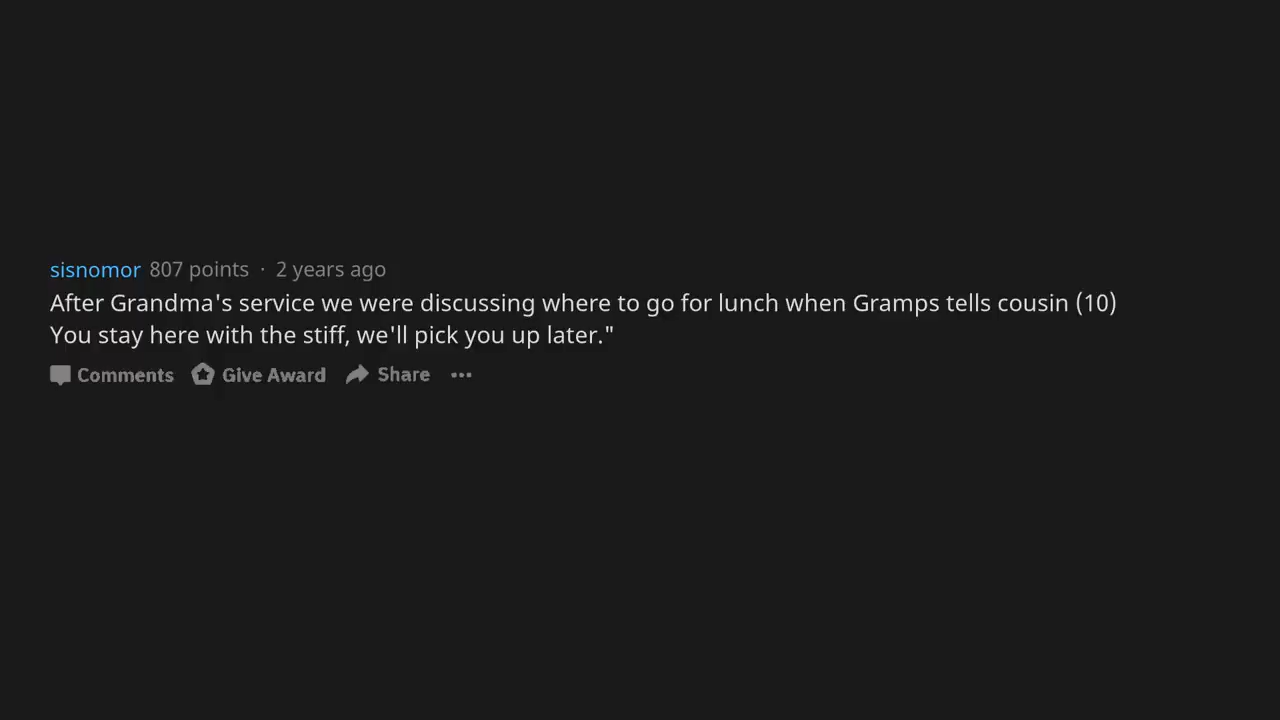 sisnomor 807 points · 2 years ago
After Grandma's service we were discussing where to go for lunch when Gramps tells cousin (10)
You stay here with the stiff, we'll pick you up later."
Comments Give Award Share ···